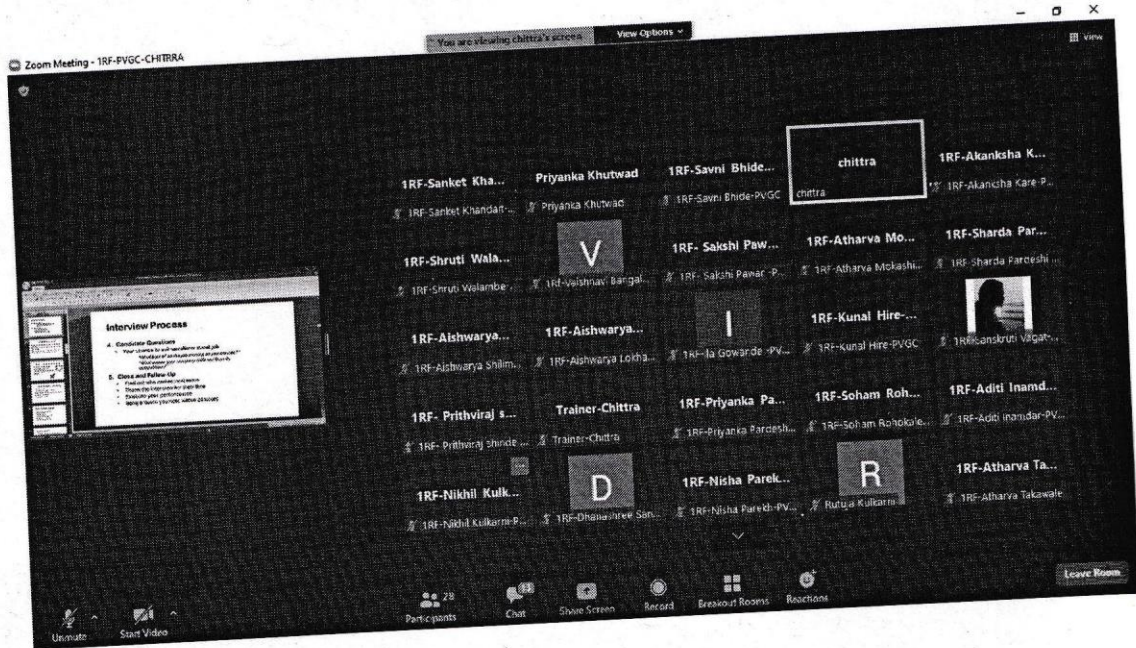 You are viewing chittra's screen View Options
Zoom Meeting - 1RF-PVGC-CHITRRA
View
1RF-Sanket Kha... Priyanka Khutwad 1RF-Savni Bhide... chittra 1RF-Akanksha K...
1RF-Sanket Khandait-... Priyanka Khutwad 1RF-Savni Bhide-PVGC chittra 1RF-Akanksha Kare-P...
1RF-Shruti Wala... V 1RF- Sakshi Paw... 1RF-Atharva Mo... 1RF-Sharda Par...
1RF-Shruti Walambe-... 1Rf-Vaishnavi Bangal... 1RF- Sakshi Pawar -P... 1RF-Atharva Mokashi... 1RF-Sharda Pardeshi ...
1RF-Aishwarya... 1RF-Aishwarya... I 1RF-Kunal Hire-...
1RF-Aishwarya Shilim... 1RF-Aishwarya Lokha... 1RF-Ila Gowarde -PV... 1RF-Kunal Hire-PVGC 1RF-Sanskruti Vagat-...
1RF- Prithviraj s... Trainer-Chittra 1RF-Priyanka Pa... 1RF-Soham Roh... 1RF-Aditi Inamd...
1RF- Prithviraj shinde ... Trainer-Chittra 1RF-Priyanka Pardesh... 1RF-Soham Rohokale... 1RF-Aditi Inamdar-PV...
1RF-Nikhil Kulk... D 1RF-Nisha Parek... R 1RF-Atharva Ta...
1RF-Nikhil Kulkarni-P... 1RF-Dhanashree San... 1RF-Nisha Parekh-PV... Rutuja Kulkarni 1RF-Atharva Takawale
Interview Process
4. Candidate Questions
5. Close and Follow-Up
Unmute Start Video Participants 28 Chat 13 Share Screen Record Breakout Rooms Reactions Leave Room